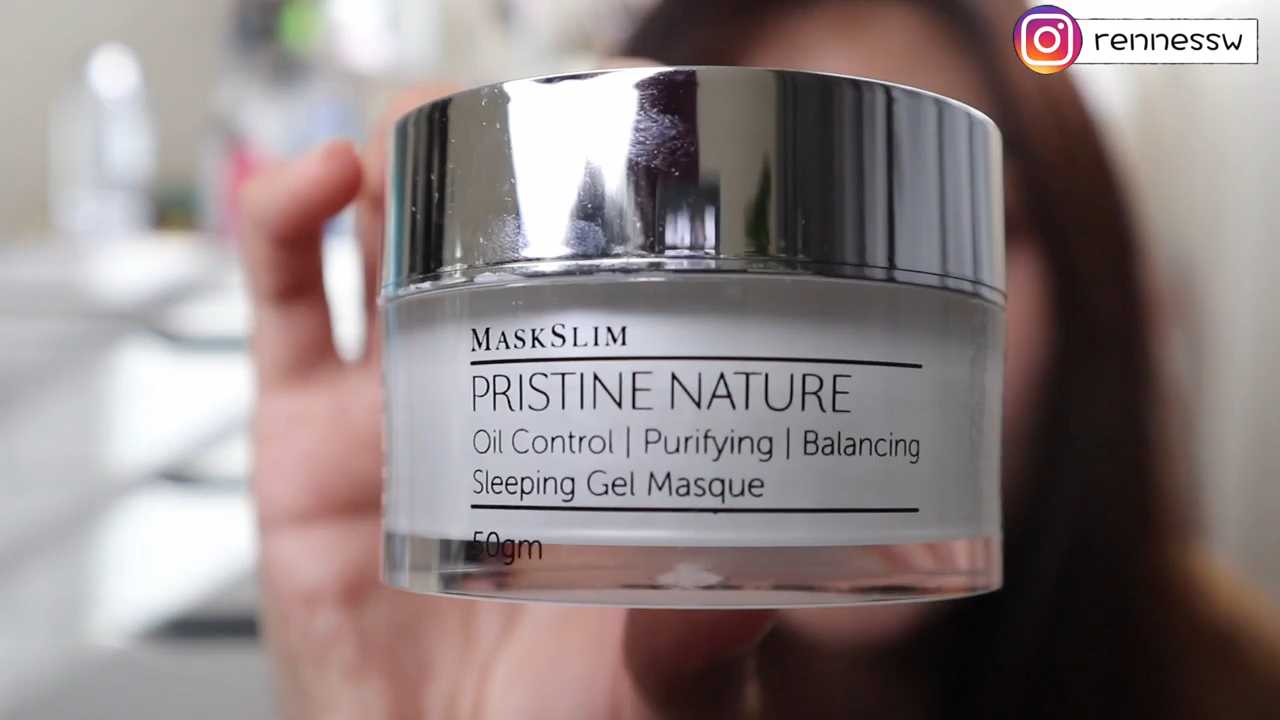 rennessw
MASKSLIM
PRISTINE NATURE
Oil Control | Purifying | Balancing
Sleeping Gel Masque
50gm